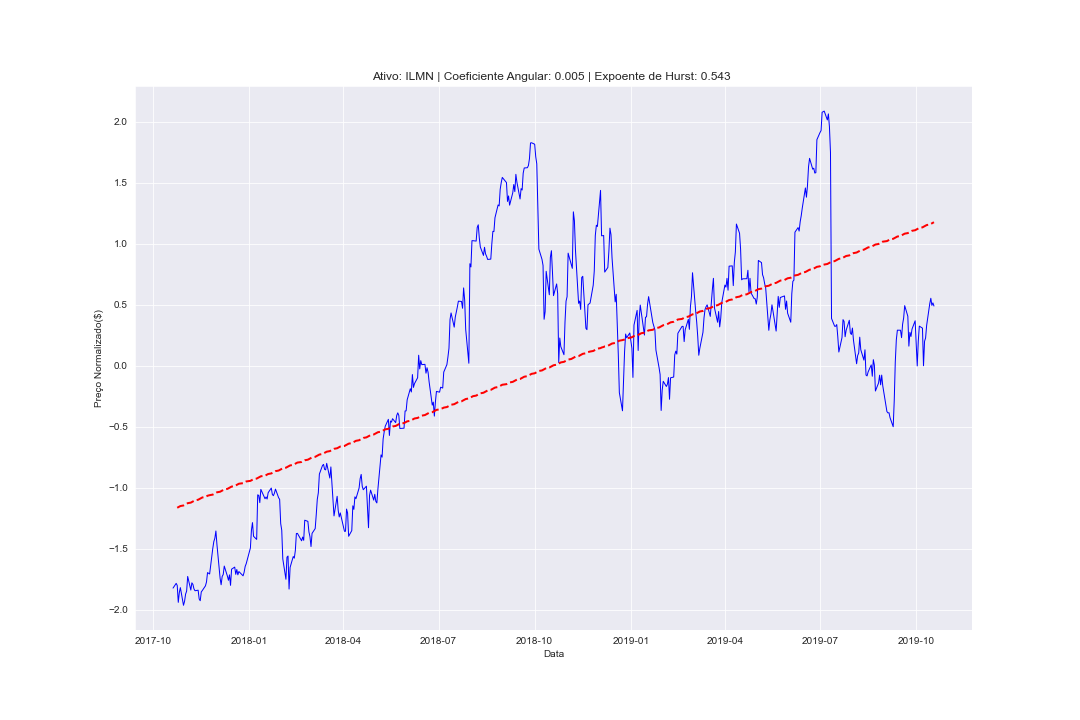 Ativo: ILMN | Coeficiente Angular: 0.005 | Expoente de Hurst: 0.543
Preço Normalizado($)
2.0
1.5
1.0
0.5
0.0
−0.5
−1.0
−1.5
−2.0
2017-10 2018-01 2018-04 2018-07 2018-10 2019-01 2019-04 2019-07 2019-10
Data